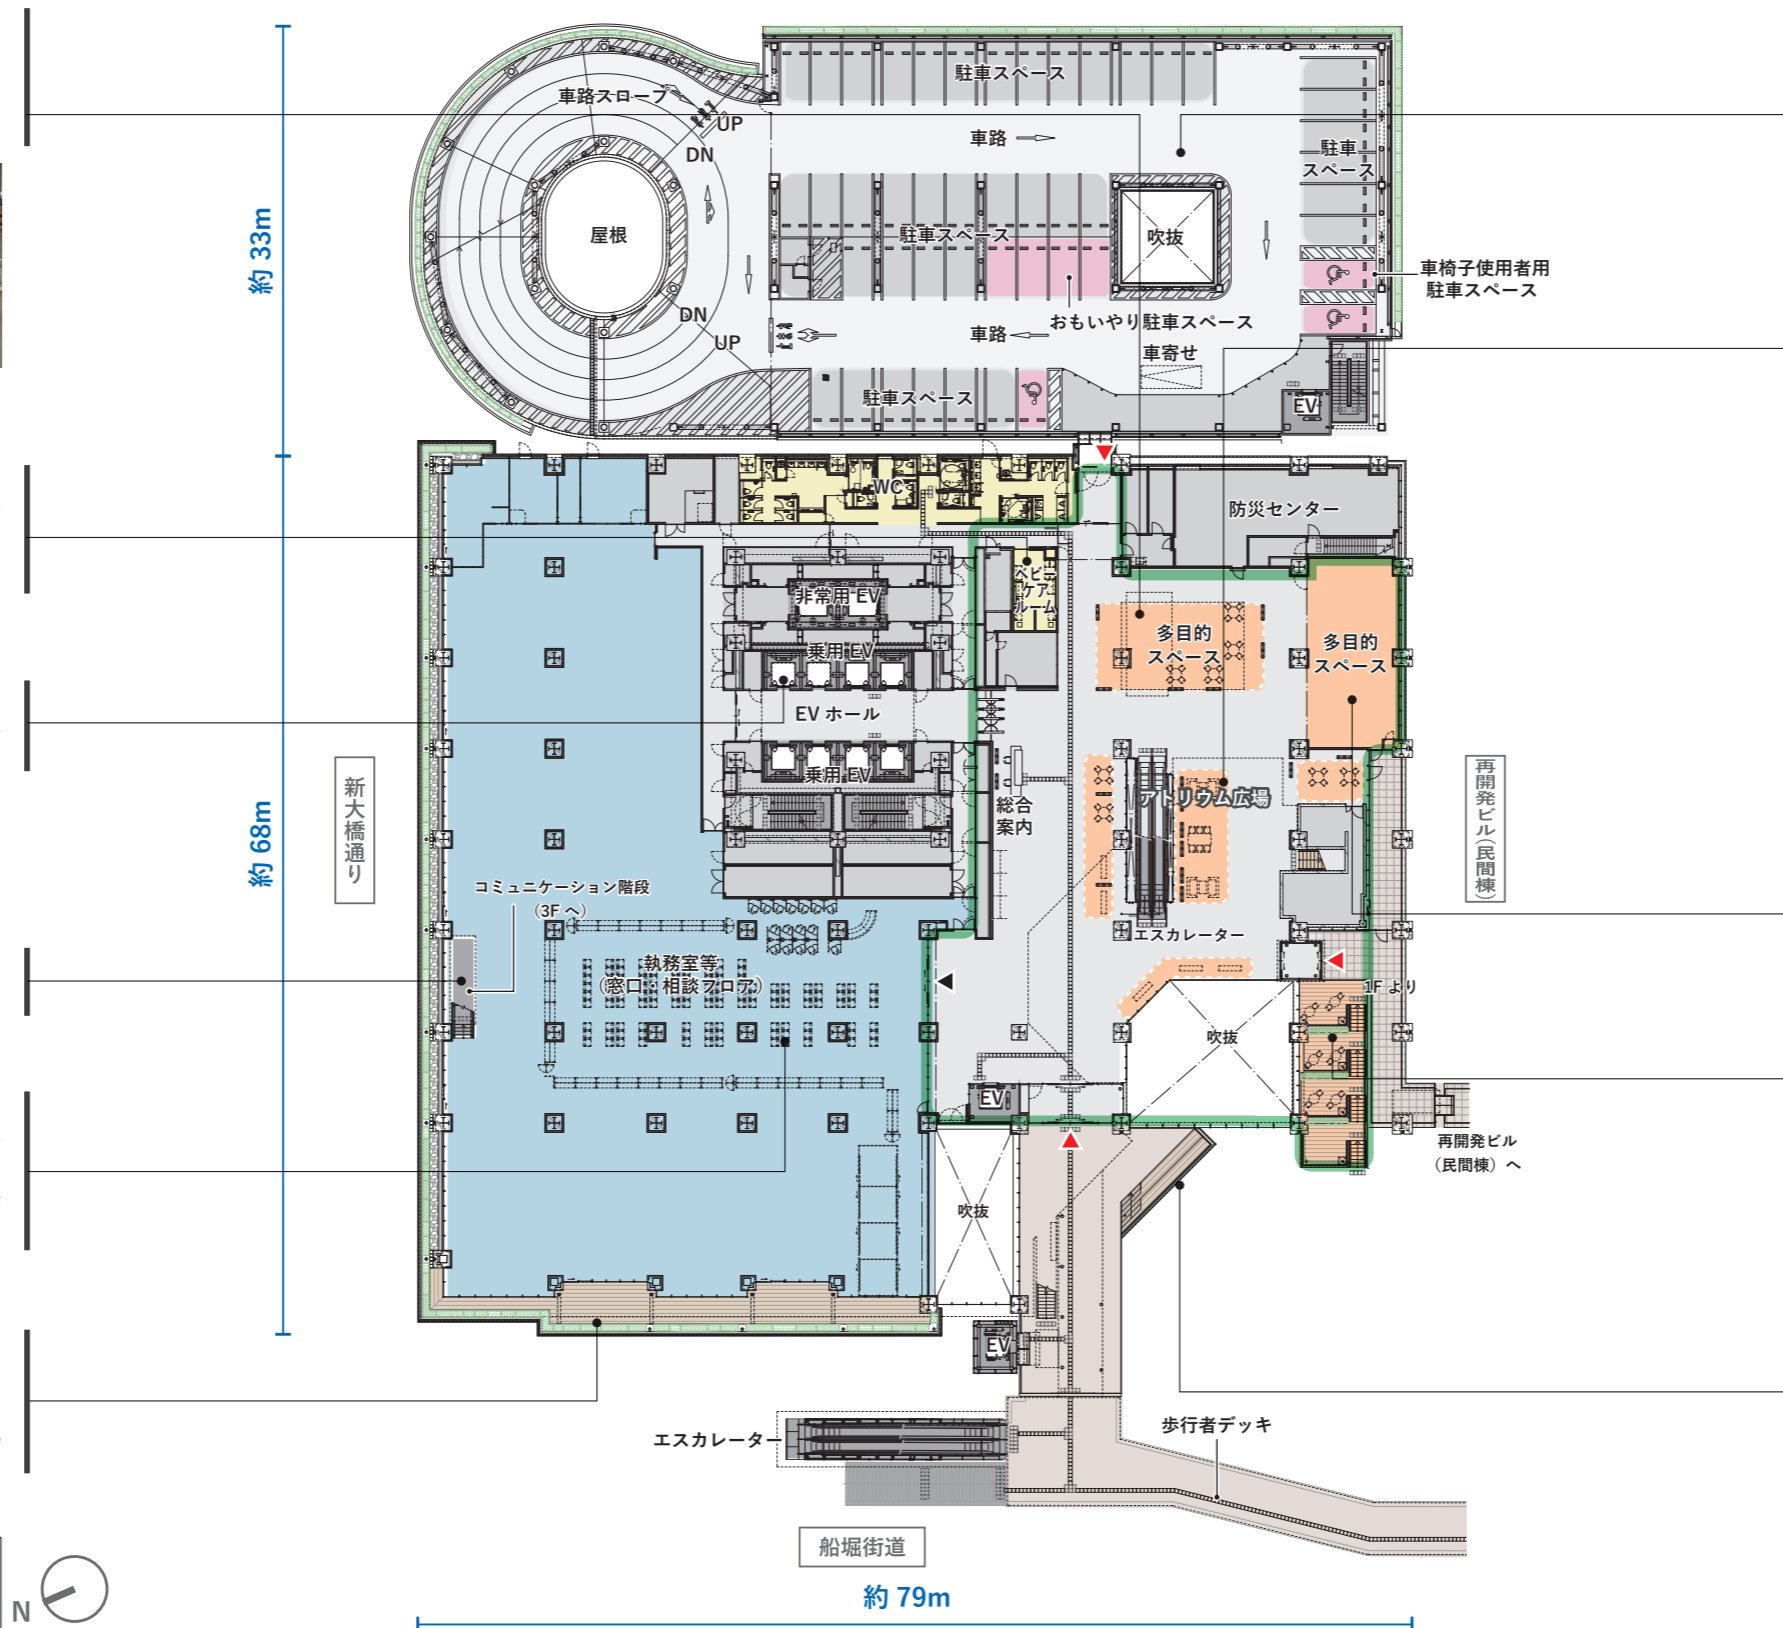 駐車スペース
車路スロープ
UP
DN
車路
駐車
スペース
屋根
駐車スペース
吹抜
約 33m
車椅子使用者用
駐車スペース
DN
UP
おもいやり駐車スペース
車路
車寄せ
駐車スペース
EV
WC
防災センター
ベビー
ケア
ルーム
非常用 EV
多目的
スペース
多目的
スペース
乗用 EV
EV ホール
乗用 EV
総合
案内
アトリウム広場
新大橋通り
約 68m
再開発ビル(民間棟)
コミュニケーション階段
(3F へ)
エスカレーター
執務室等
(窓口・相談フロア)
1F より
吹抜
EV
再開発ビル
(民間棟) へ
吹抜
EV
エスカレーター
歩行者デッキ
船堀街道
約 79m
N